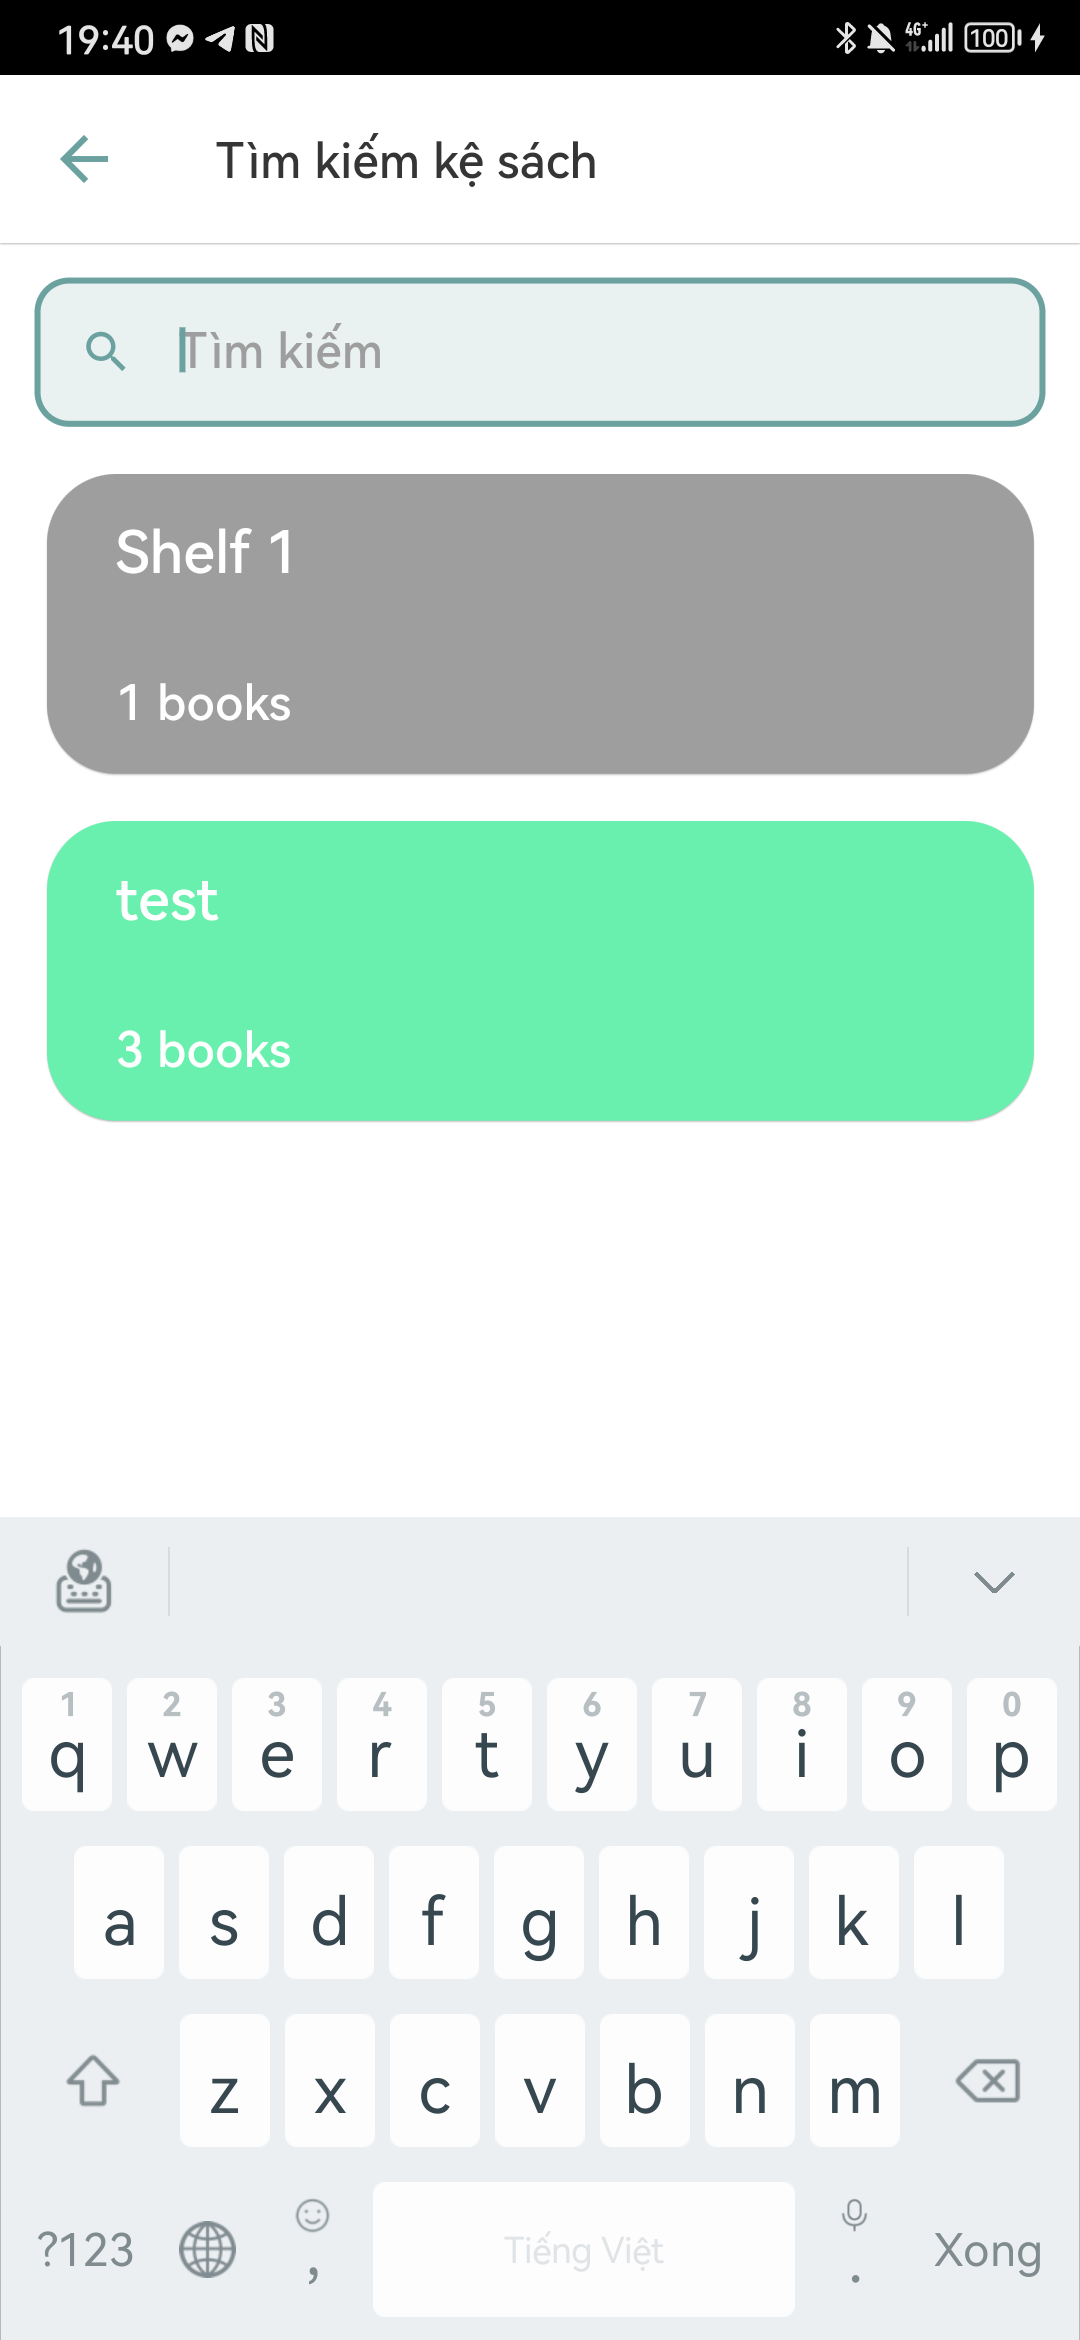 19:40 4G+ 100
Tìm kiếm kệ sách
Tìm kiếm
Shelf 1
1 books
test
3 books
1 2 3 4 5 6 7 8 9 0
q w e r t y u i o p
a s d f g h j k l
z x c v b n m
?123 , Tiếng Việt . Xong